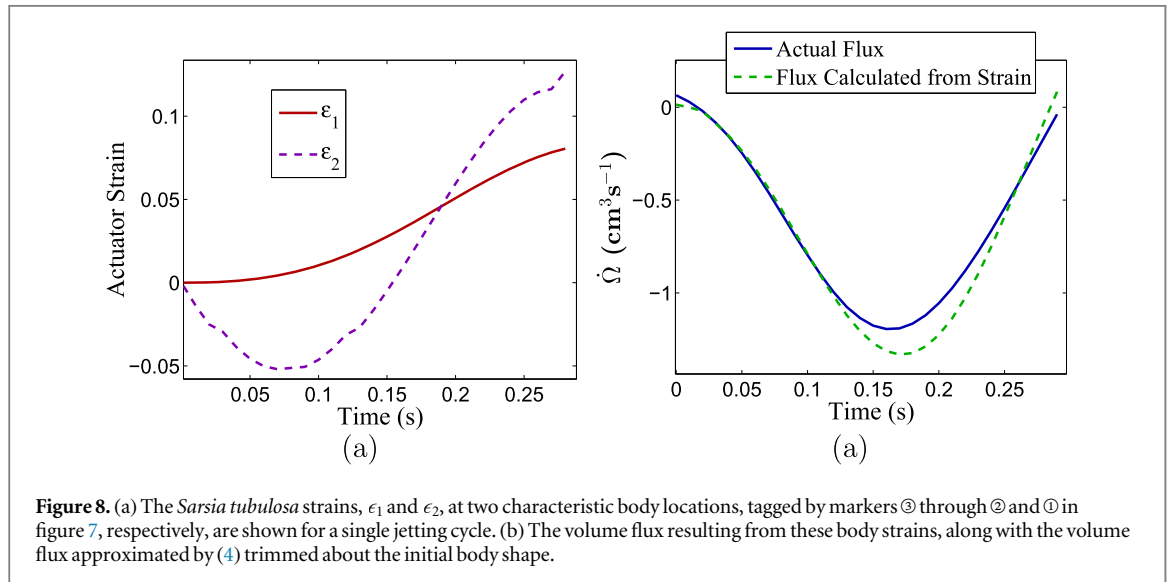 ε1
ε2
0.1
0.05
0
−0.05
Actuator Strain
0.05
0.1
0.15
0.2
0.25
Time (s)
(a)
Actual Flux
Flux Calculated from Strain
0
−0.5
−1
Ω̇ (cm³s⁻¹)
0
0.05
0.1
0.15
0.2
0.25
Time (s)
(a)
Figure 8. (a) The Sarsia tubulosa strains, ϵ1 and ϵ2, at two characteristic body locations, tagged by markers ③ through ② and ① in
figure 7, respectively, are shown for a single jetting cycle. (b) The volume flux resulting from these body strains, along with the volume
flux approximated by (4) trimmed about the initial body shape.